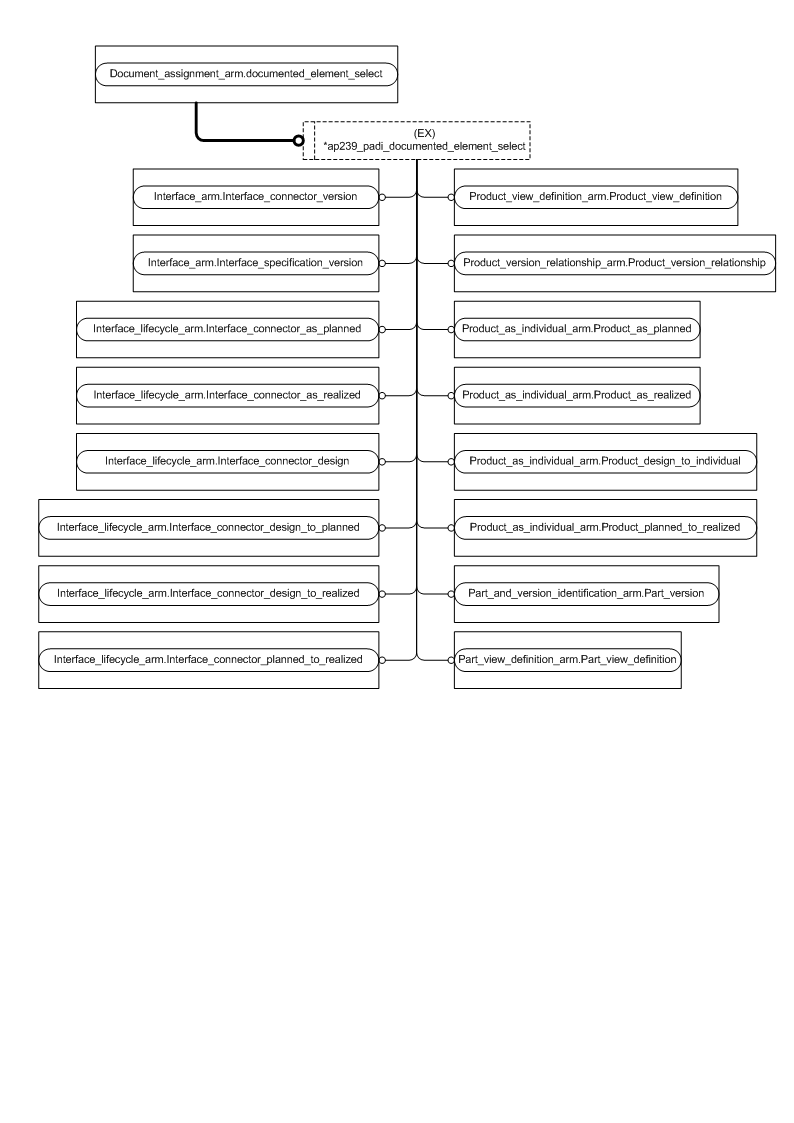 Document_assignment_arm.documented_element_select
(EX)
*ap239_padi_documented_element_select
Interface_arm.Interface_connector_version
Product_view_definition_arm.Product_view_definition
Interface_arm.Interface_specification_version
Product_version_relationship_arm.Product_version_relationship
Interface_lifecycle_arm.Interface_connector_as_planned
Product_as_individual_arm.Product_as_planned
Interface_lifecycle_arm.Interface_connector_as_realized
Product_as_individual_arm.Product_as_realized
Interface_lifecycle_arm.Interface_connector_design
Product_as_individual_arm.Product_design_to_individual
Interface_lifecycle_arm.Interface_connector_design_to_planned
Product_as_individual_arm.Product_planned_to_realized
Interface_lifecycle_arm.Interface_connector_design_to_realized
Part_and_version_identification_arm.Part_version
Interface_lifecycle_arm.Interface_connector_planned_to_realized
Part_view_definition_arm.Part_view_definition